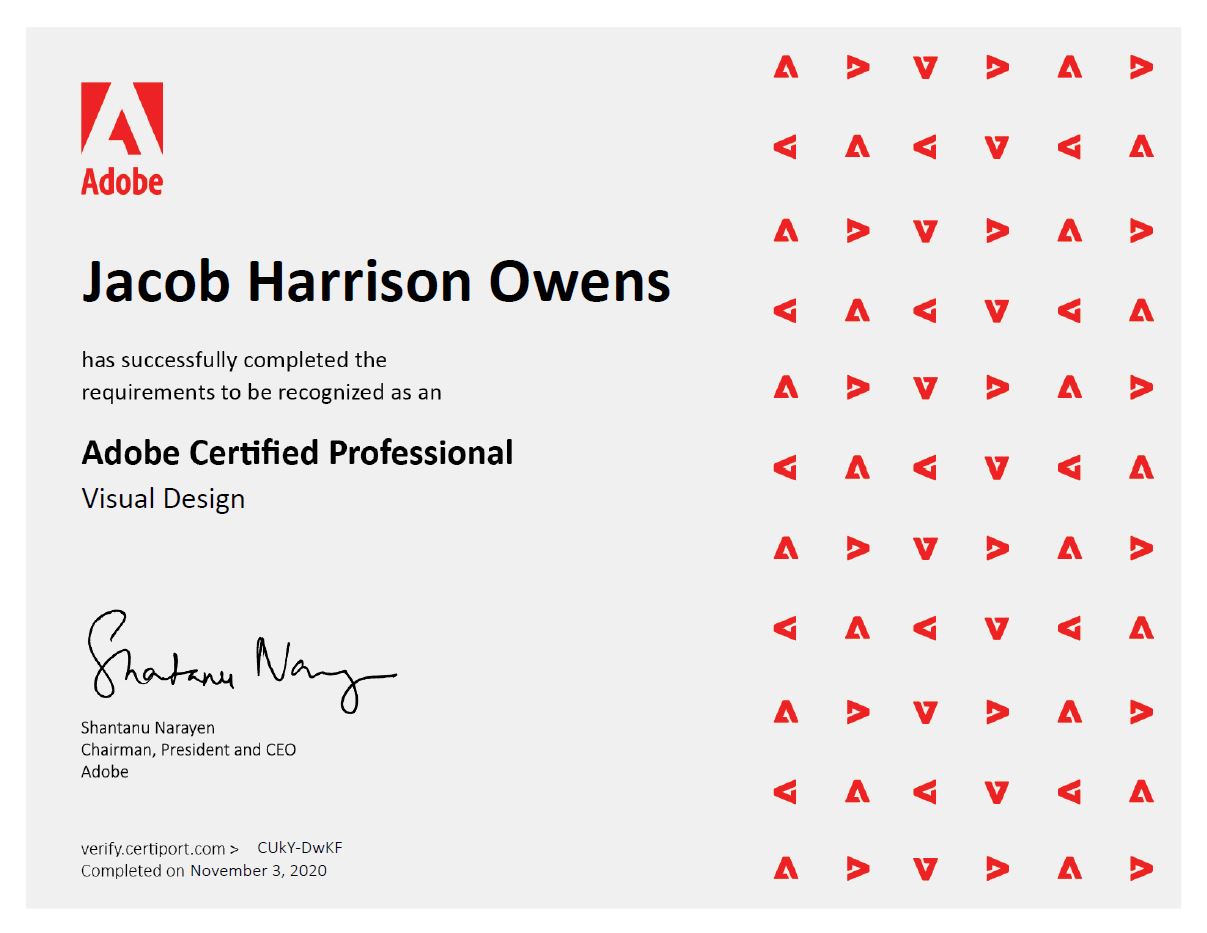 Adobe
Jacob Harrison Owens
has successfully completed the
requirements to be recognized as an
Adobe Certified Professional
Visual Design
Shantanu Naray
Shantanu Narayen
Chairman, President and CEO
Adobe
verify.certiport.com > CUkY-DwKF
Completed on November 3, 2020